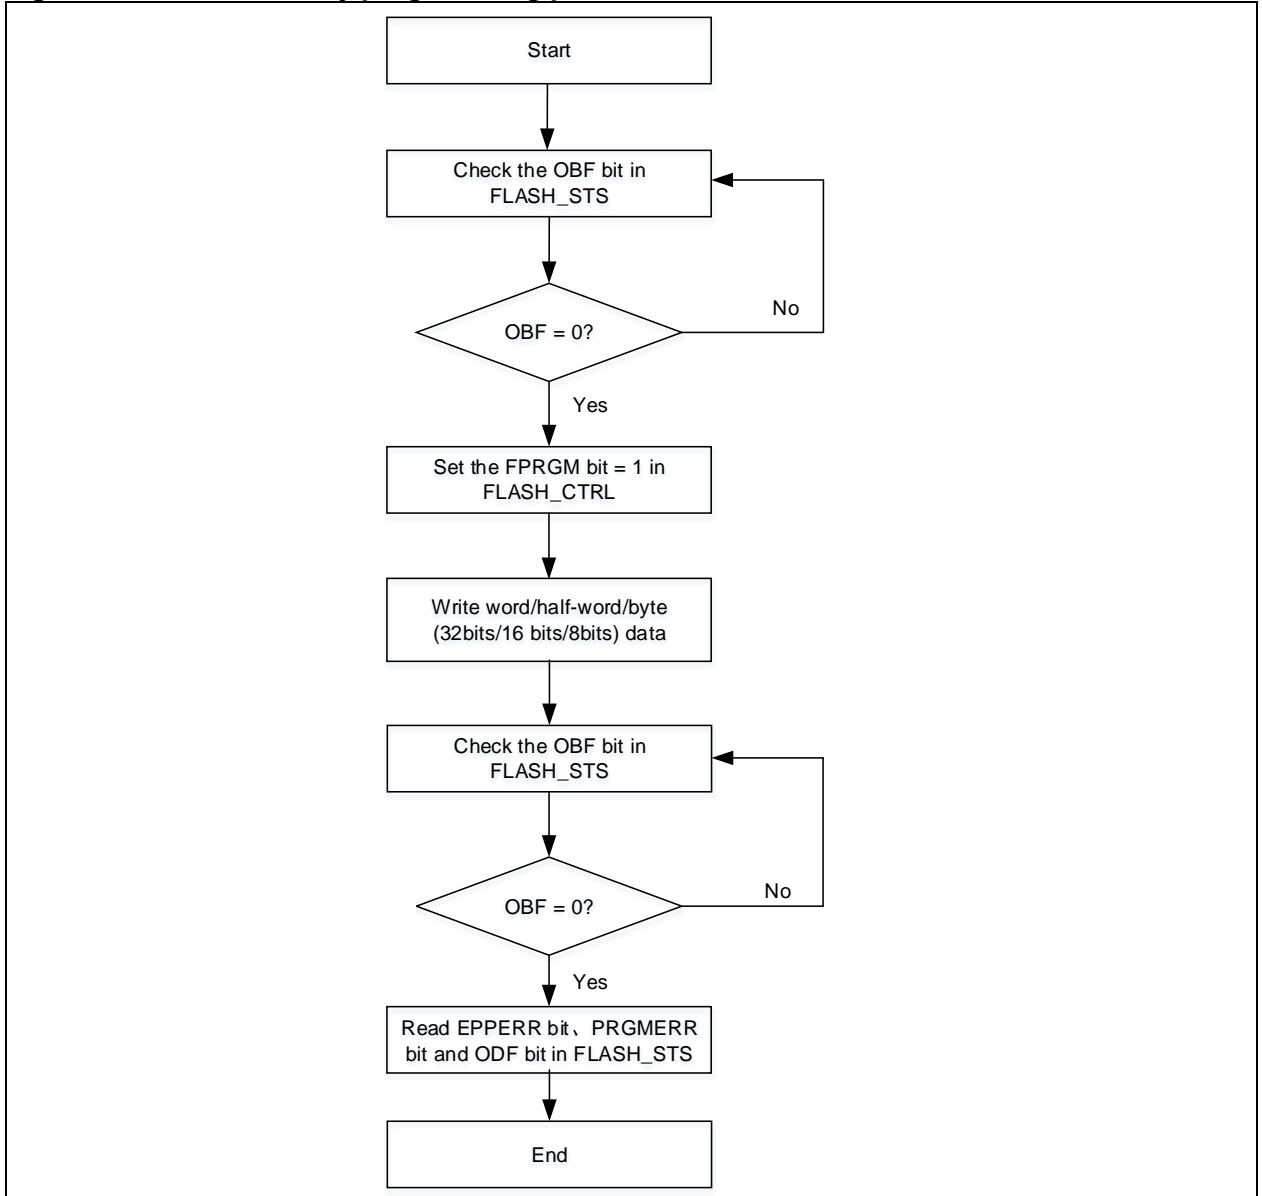 Start
Check the OBF bit in
FLASH_STS
OBF = 0?
No
Yes
Set the FPRGM bit = 1 in
FLASH_CTRL
Write word/half-word/byte
(32bits/16 bits/8bits) data
Check the OBF bit in
FLASH_STS
OBF = 0?
No
Yes
Read EPPERR bit、PRGMERR
bit and ODF bit in FLASH_STS
End